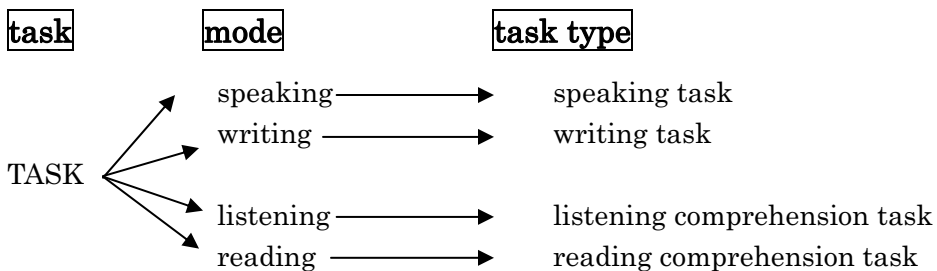 task mode task type
speaking speaking task
writing writing task
TASK
listening listening comprehension task
reading reading comprehension task